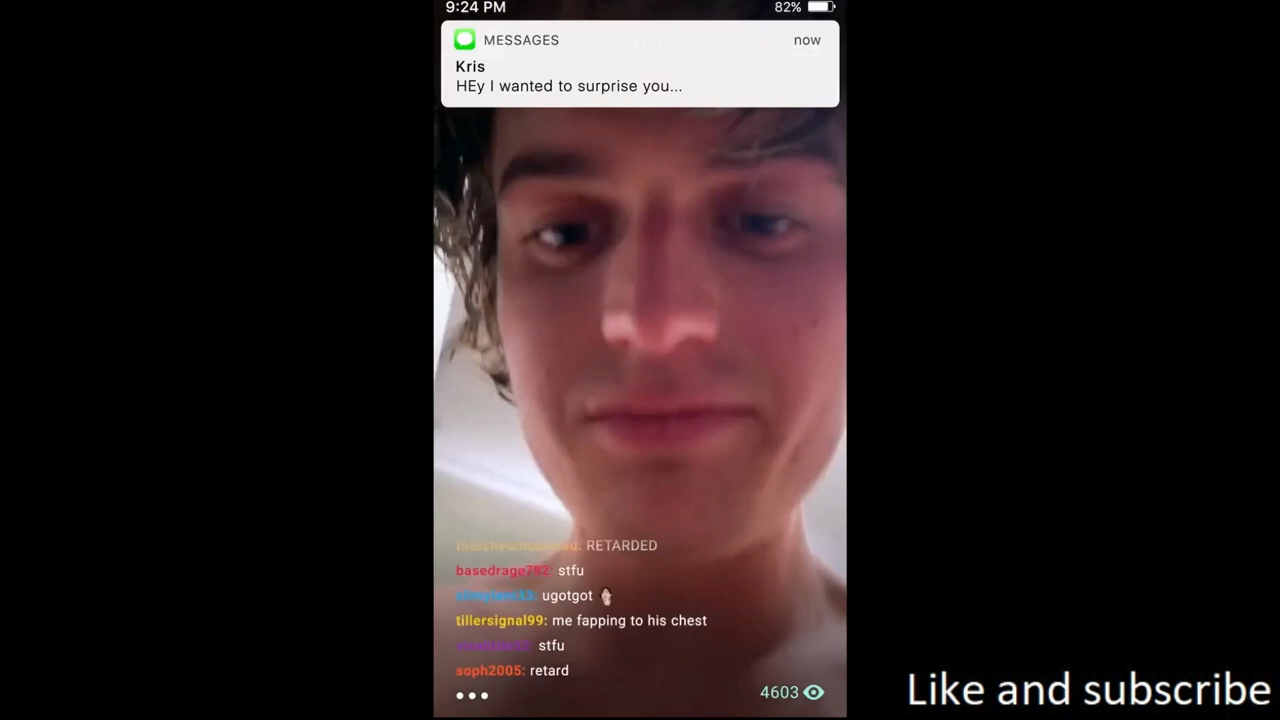 9:24 PM 82%
MESSAGES now
Kris
HEy I wanted to surprise you...
RETARDED
basedrage782: stfu
ugotgot
tillersignal99: me fapping to his chest
stfu
soph2005: retard
4603
Like and subscribe